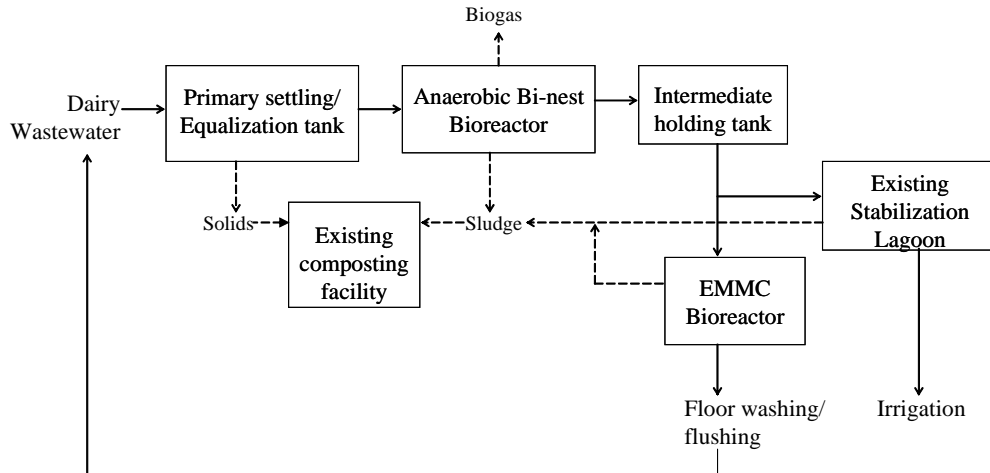 Biogas
Dairy
Wastewater
Primary settling/
Equalization tank
Anaerobic Bi-nest
Bioreactor
Intermediate
holding tank
Solids
Existing
composting
facility
Sludge
Existing
Stabilization
Lagoon
EMMC
Bioreactor
Floor washing/
flushing
Irrigation